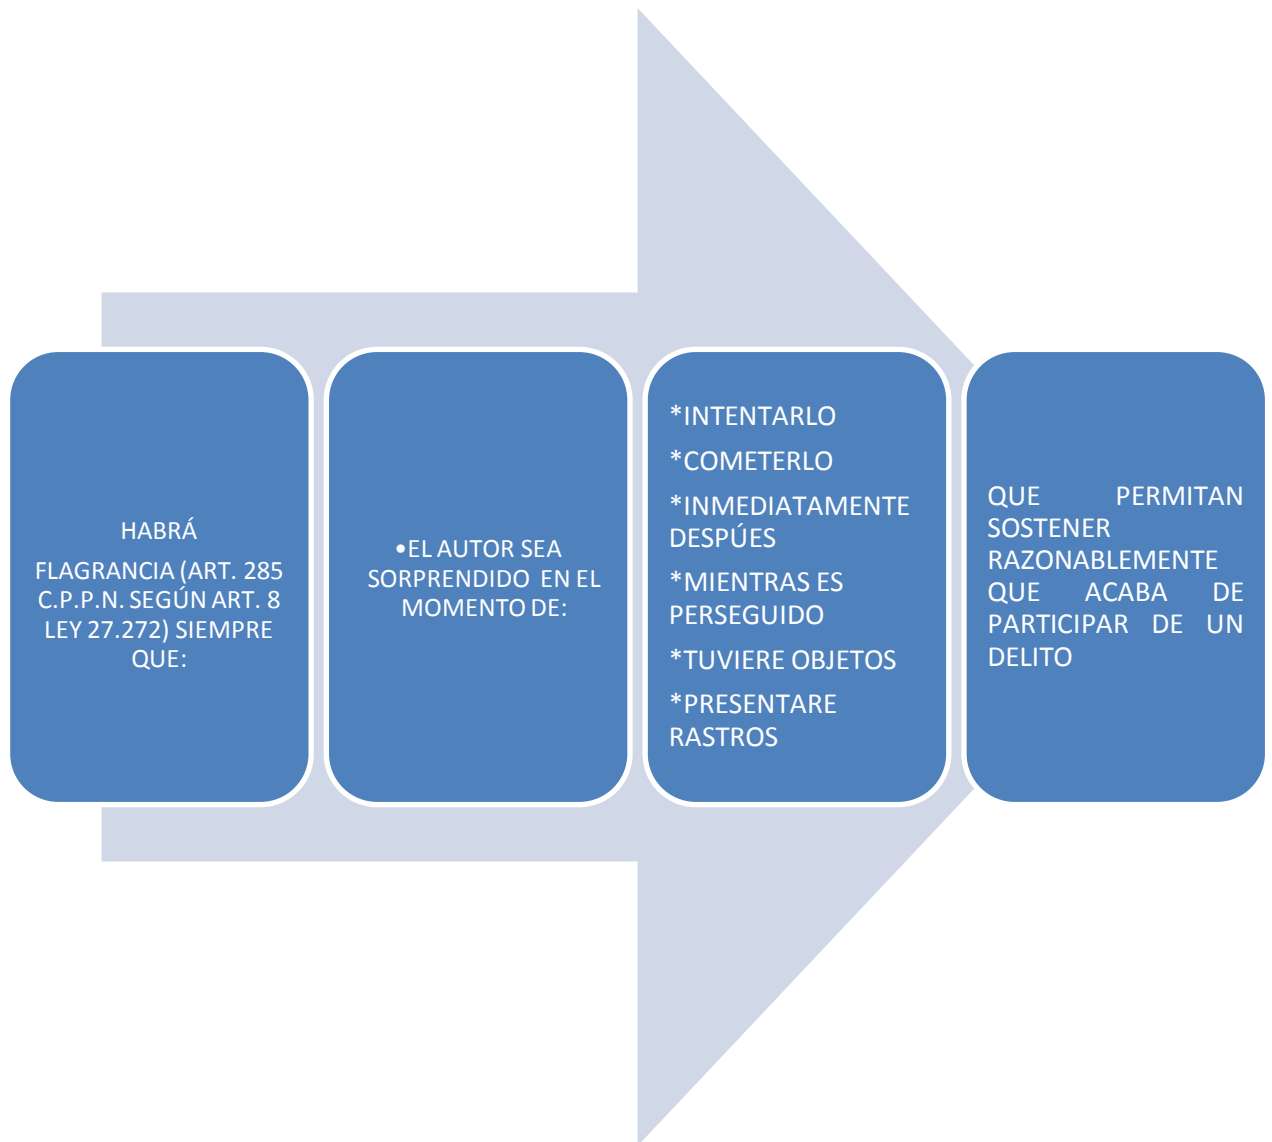 HABRÁ
FLAGRANCIA (ART. 285
C.P.P.N. SEGÚN ART. 8
LEY 27.272) SIEMPRE
QUE:
•EL AUTOR SEA
SORPRENDIDO EN EL
MOMENTO DE:
*INTENTARLO
*COMETERLO
*INMEDIATAMENTE
DESPÚES
*MIENTRAS ES
PERSEGUIDO
*TUVIERE OBJETOS
*PRESENTARE
RASTROS
QUE PERMITAN
SOSTENER
RAZONABLEMENTE
QUE ACABA DE
PARTICIPAR DE UN
DELITO